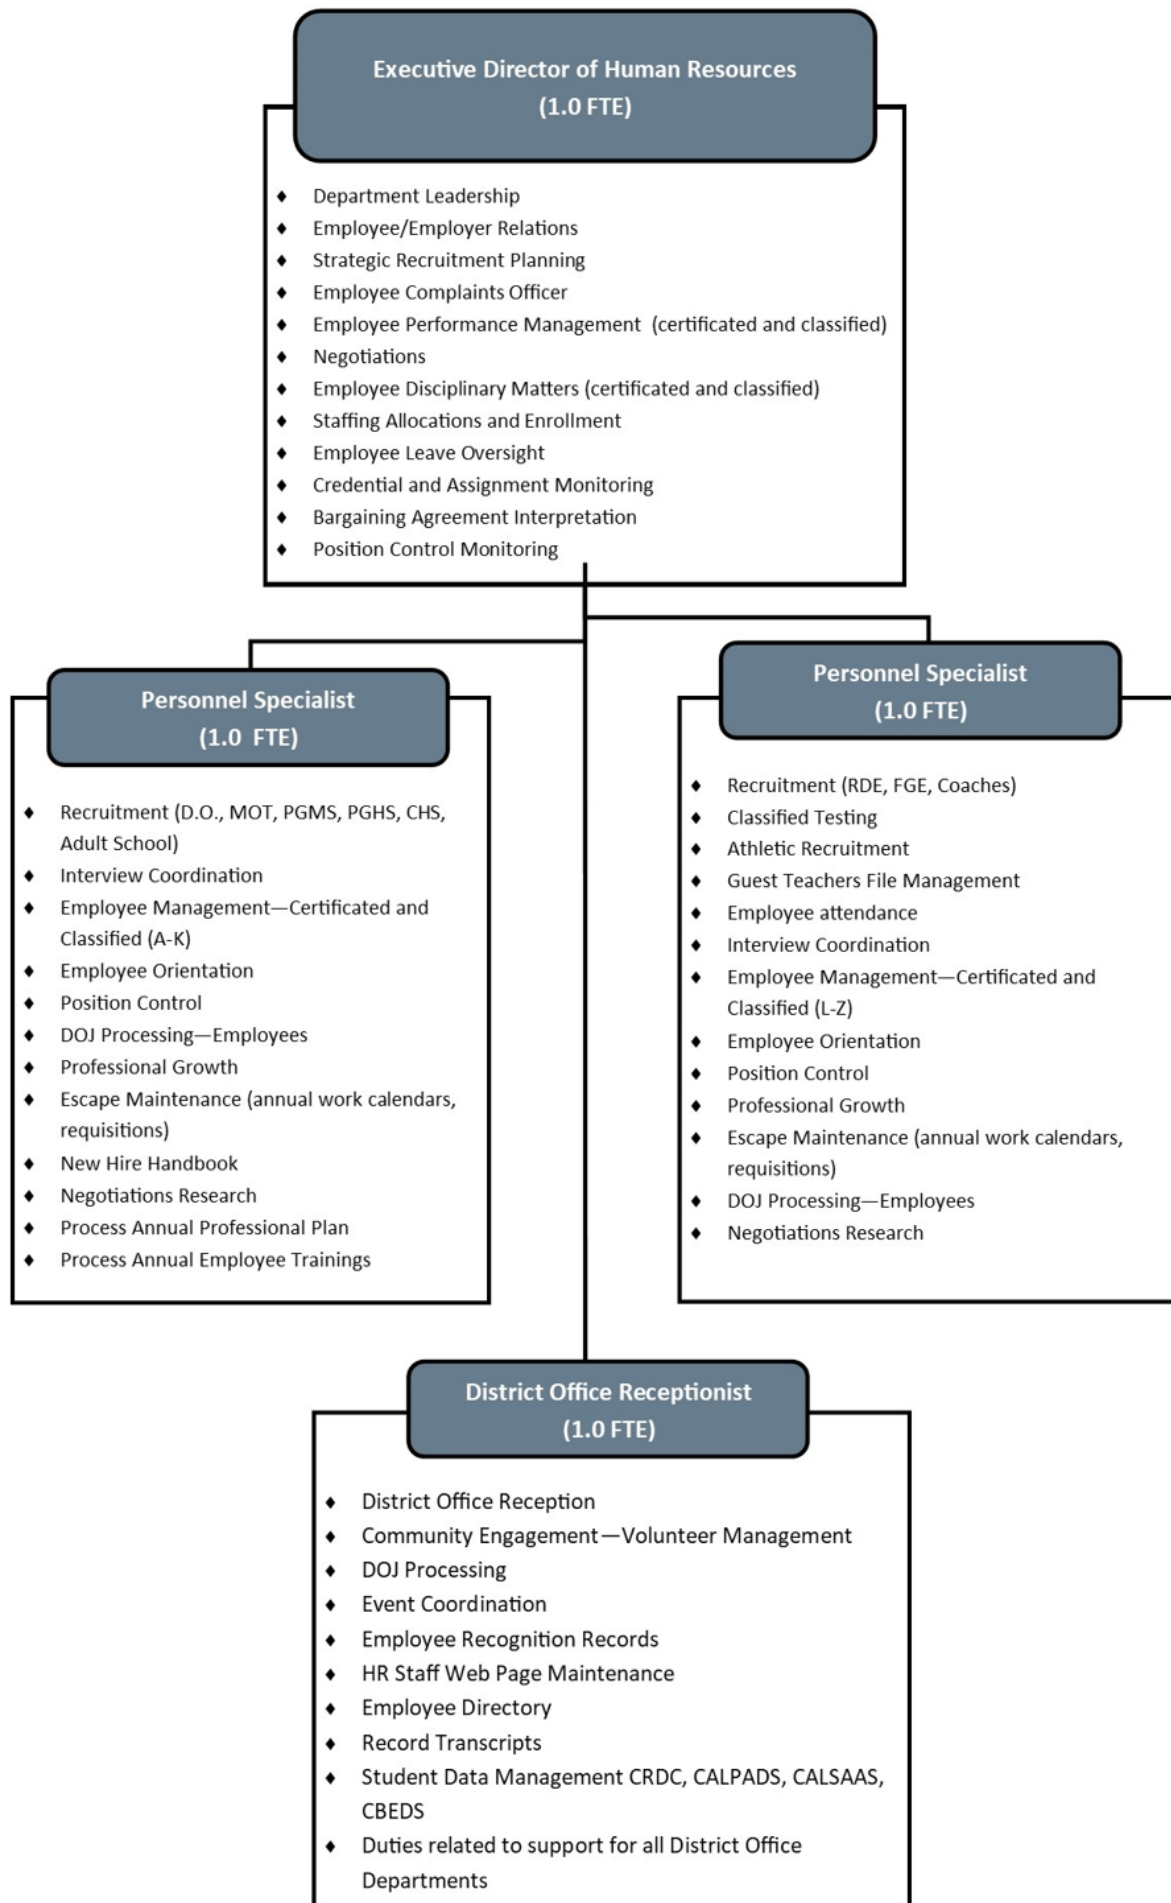 Executive Director of Human Resources
(1.0 FTE)
♦ Department Leadership
♦ Employee/Employer Relations
♦ Strategic Recruitment Planning
♦ Employee Complaints Officer
♦ Employee Performance Management  (certificated and classified)
♦ Negotiations
♦ Employee Disciplinary Matters (certificated and classified)
♦ Staffing Allocations and Enrollment
♦ Employee Leave Oversight
♦ Credential and Assignment Monitoring
♦ Bargaining Agreement Interpretation
♦ Position Control Monitoring
Personnel Specialist
(1.0  FTE)
♦ Recruitment (D.O., MOT, PGMS, PGHS, CHS,
Adult School)
♦ Interview Coordination
♦ Employee Management—Certificated and
Classified (A-K)
♦ Employee Orientation
♦ Position Control
♦ DOJ Processing—Employees
♦ Professional Growth
♦ Escape Maintenance (annual work calendars,
requisitions)
♦ New Hire Handbook
♦ Negotiations Research
♦ Process Annual Professional Plan
♦ Process Annual Employee Trainings
Personnel Specialist
(1.0 FTE)
♦ Recruitment (RDE, FGE, Coaches)
♦ Classified Testing
♦ Athletic Recruitment
♦ Guest Teachers File Management
♦ Employee attendance
♦ Interview Coordination
♦ Employee Management—Certificated and
Classified (L-Z)
♦ Employee Orientation
♦ Position Control
♦ Professional Growth
♦ Escape Maintenance (annual work calendars,
requisitions)
♦ DOJ Processing—Employees
♦ Negotiations Research
District Office Receptionist
(1.0 FTE)
♦ District Office Reception
♦ Community Engagement—Volunteer Management
♦ DOJ Processing
♦ Event Coordination
♦ Employee Recognition Records
♦ HR Staff Web Page Maintenance
♦ Employee Directory
♦ Record Transcripts
♦ Student Data Management CRDC, CALPADS, CALSAAS,
CBEDS
♦ Duties related to support for all District Office
Departments